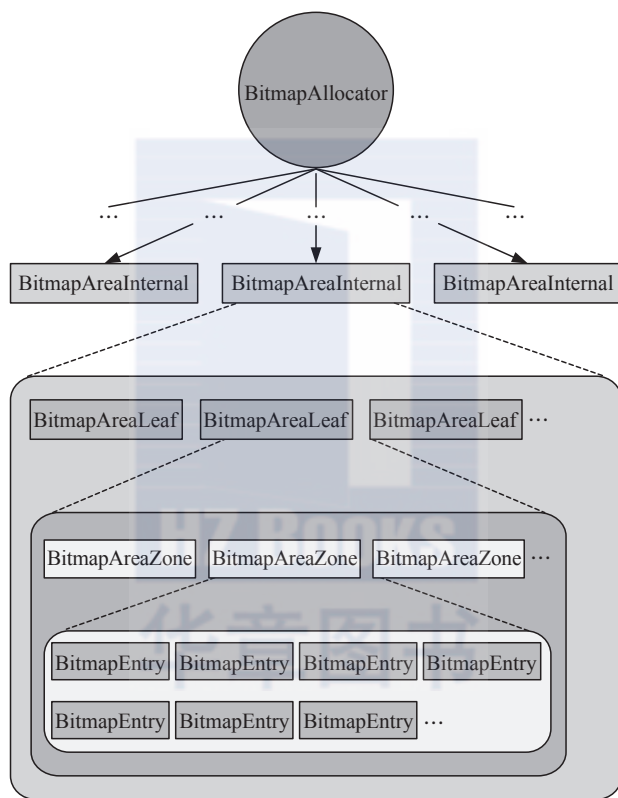 BitmapAllocator
... ... ... ... ...
BitmapAreaInternal BitmapAreaInternal BitmapAreaInternal
BitmapAreaLeaf BitmapAreaLeaf BitmapAreaLeaf ...
HZ BOOKS
BitmapAreaZone BitmapAreaZone BitmapAreaZone ...
华章图书
BitmapEntry BitmapEntry BitmapEntry BitmapEntry
BitmapEntry BitmapEntry BitmapEntry ...